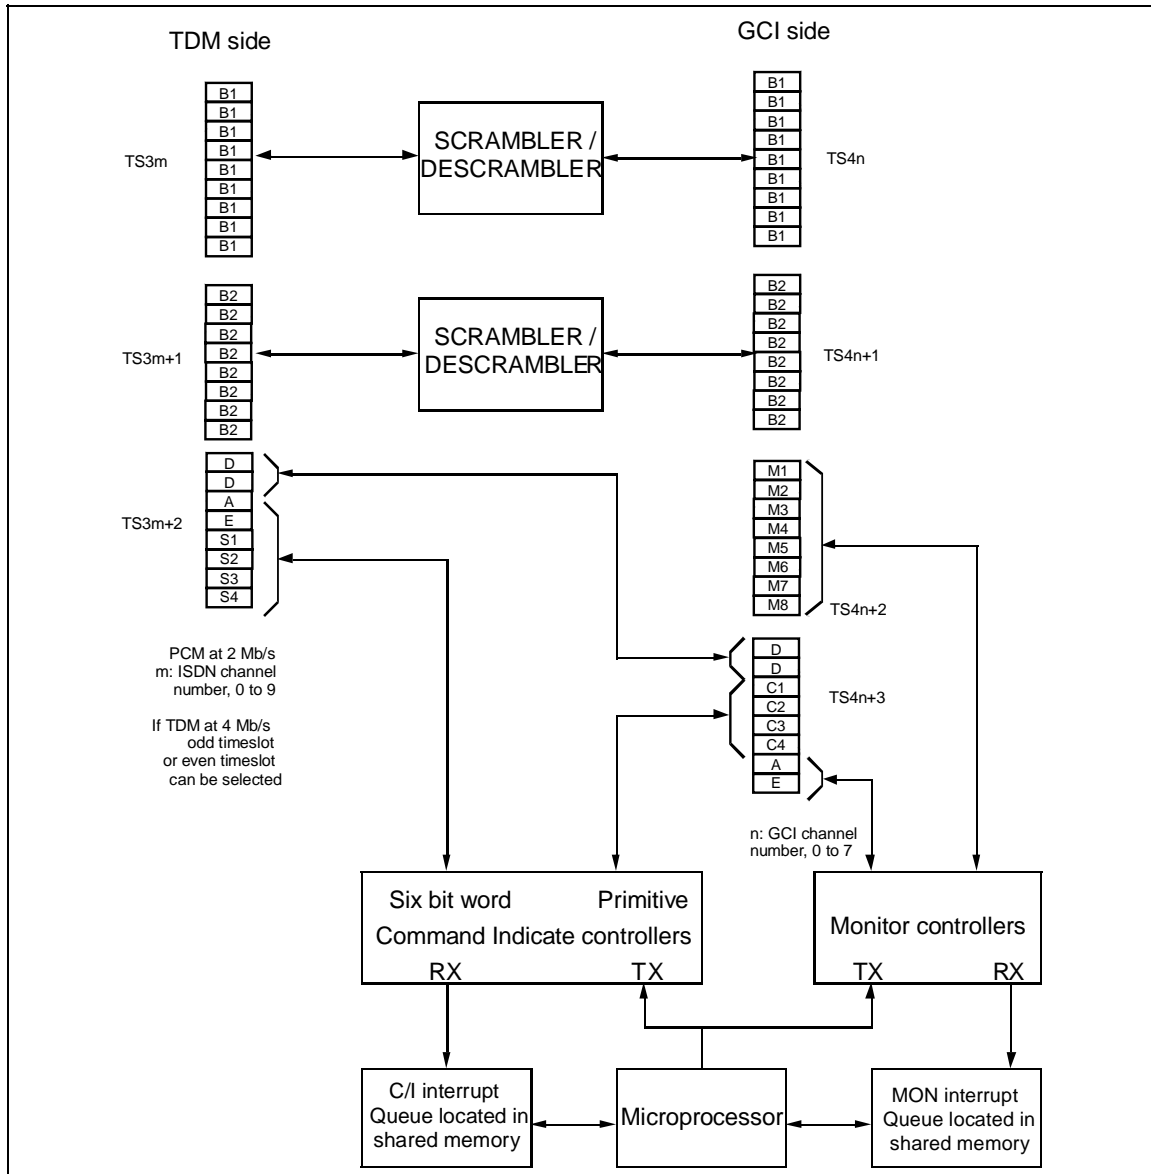 TDM side
GCI side
B1
B1
B1
B1
B1
B1
B1
B1
B1
TS3m
SCRAMBLER /
DESCRAMBLER
B1
B1
B1
B1
B1
B1
B1
B1
B1
TS4n
B2
B2
B2
B2
B2
B2
B2
B2
TS3m+1
SCRAMBLER /
DESCRAMBLER
B2
B2
B2
B2
B2
B2
B2
B2
TS4n+1
D
D
A
E
S1
S2
S3
S4
TS3m+2
M1
M2
M3
M4
M5
M6
M7
M8
TS4n+2
PCM at 2 Mb/s
m: ISDN channel
number, 0 to 9
If TDM at 4 Mb/s
odd timeslot
or even timeslot
can be selected
D
D
C1
C2
C3
C4
A
E
TS4n+3
n: GCI channel
number, 0 to 7
Six bit word Primitive
Command Indicate controllers
RX TX
Monitor controllers
TX RX
C/I interrupt
Queue located in
shared memory
Microprocessor
MON interrupt
Queue located in
shared memory